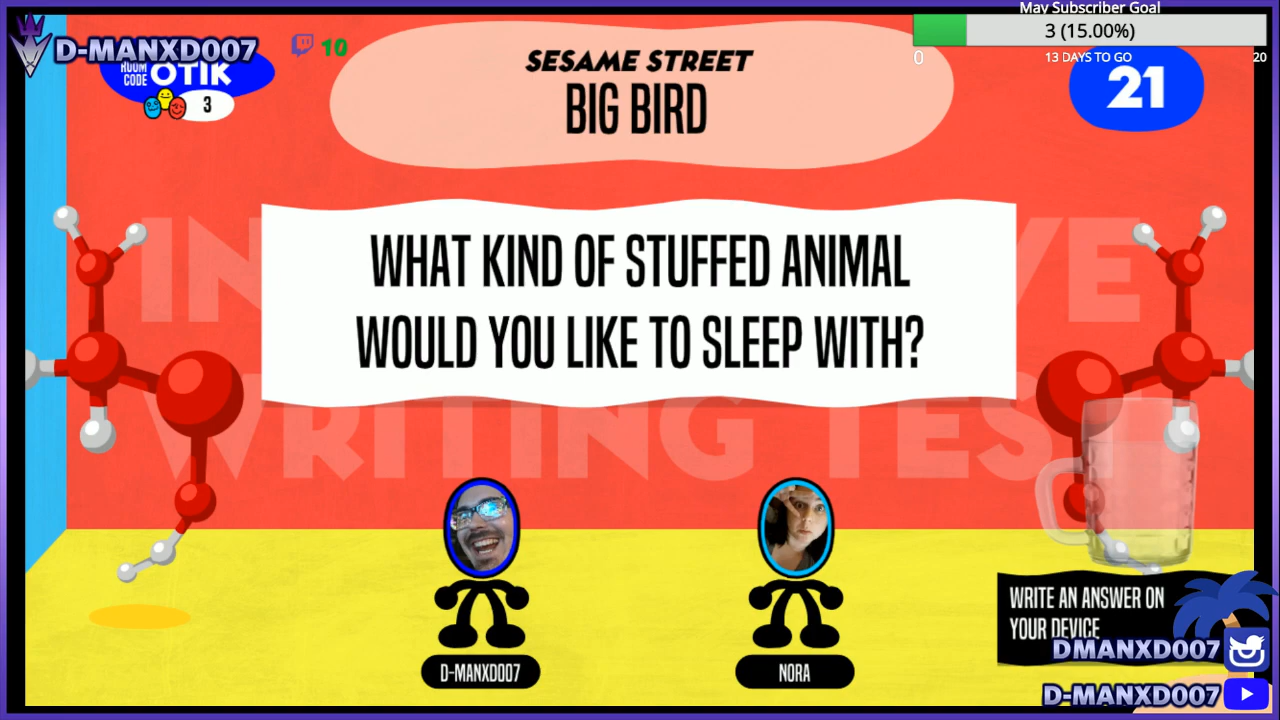 May Subscriber Goal
3 (15.00%)
0
13 DAYS TO GO
20
D-MANXD007
10
ROOM
CODE
OTIK
3
SESAME STREET
BIG BIRD
21
WHAT KIND OF STUFFED ANIMAL
WOULD YOU LIKE TO SLEEP WITH?
WRITING TEST
D-MANXD007
NORA
WRITE AN ANSWER ON
YOUR DEVICE
DMANXD007
D-MANXD007